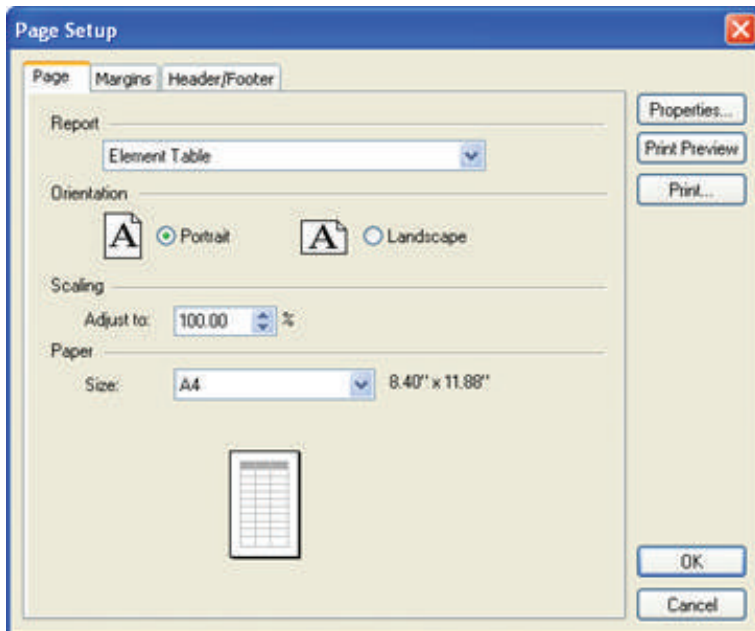 Page Setup
Page Margins Header/Footer
Report
Element Table
Orientation
A Portrait A Landscape
Scaling
Adjust to: 100.00 %
Paper
Size: A4 8.40" x 11.88"
Properties...
Print Preview
Print...
OK
Cancel